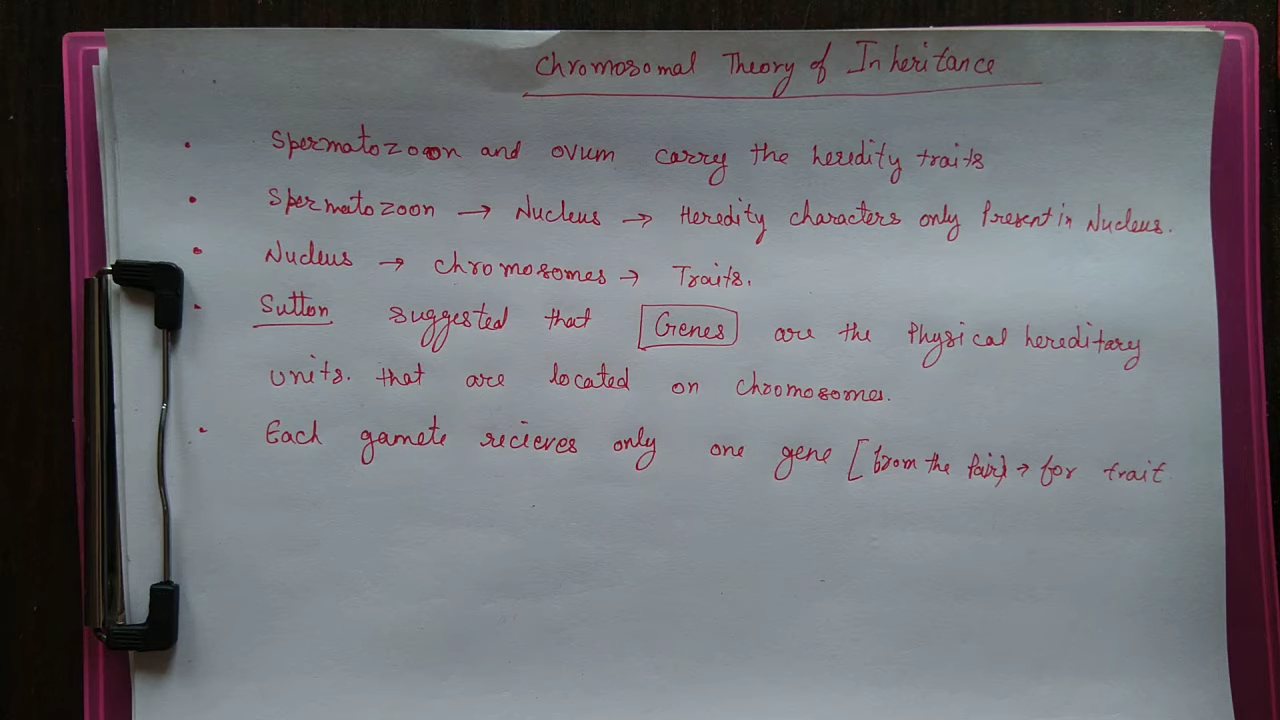 Chromosomal Theory of Inheritance
• Spermatozoon and ovum carry the heredity traits
• Spermatozoon → Nucleus → Heredity characters only Present in Nucleus.
• Nucleus → chromosomes → Traits.
• Sutton suggested that Genes are the Physical hereditary
units. that are located on chromosomes.
• Each gamete recieves only one gene [from the pair] → for trait